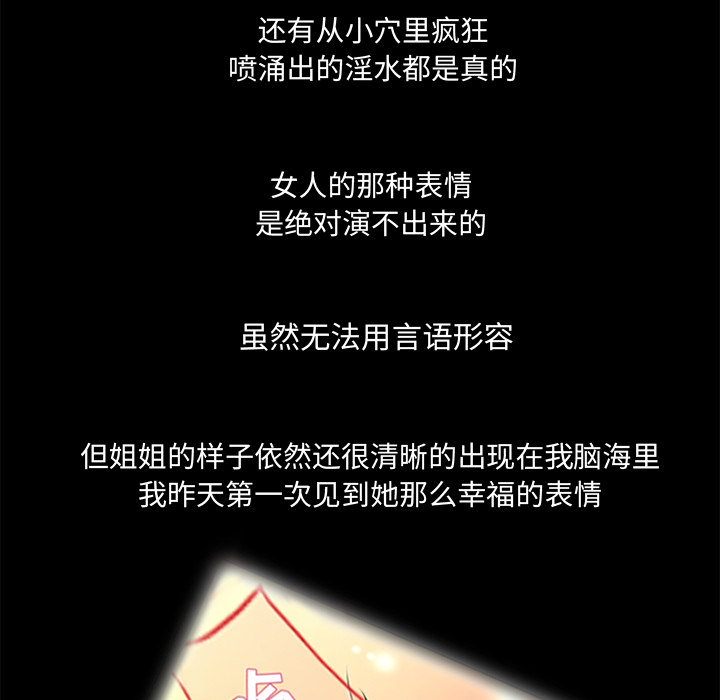 还有从小穴里疯狂
喷涌出的淫水都是真的
女人的那种表情
是绝对演不出来的
虽然无法用言语形容
但姐姐的样子依然还很清晰的出现在我脑海里
我昨天第一次见到她那么幸福的表情